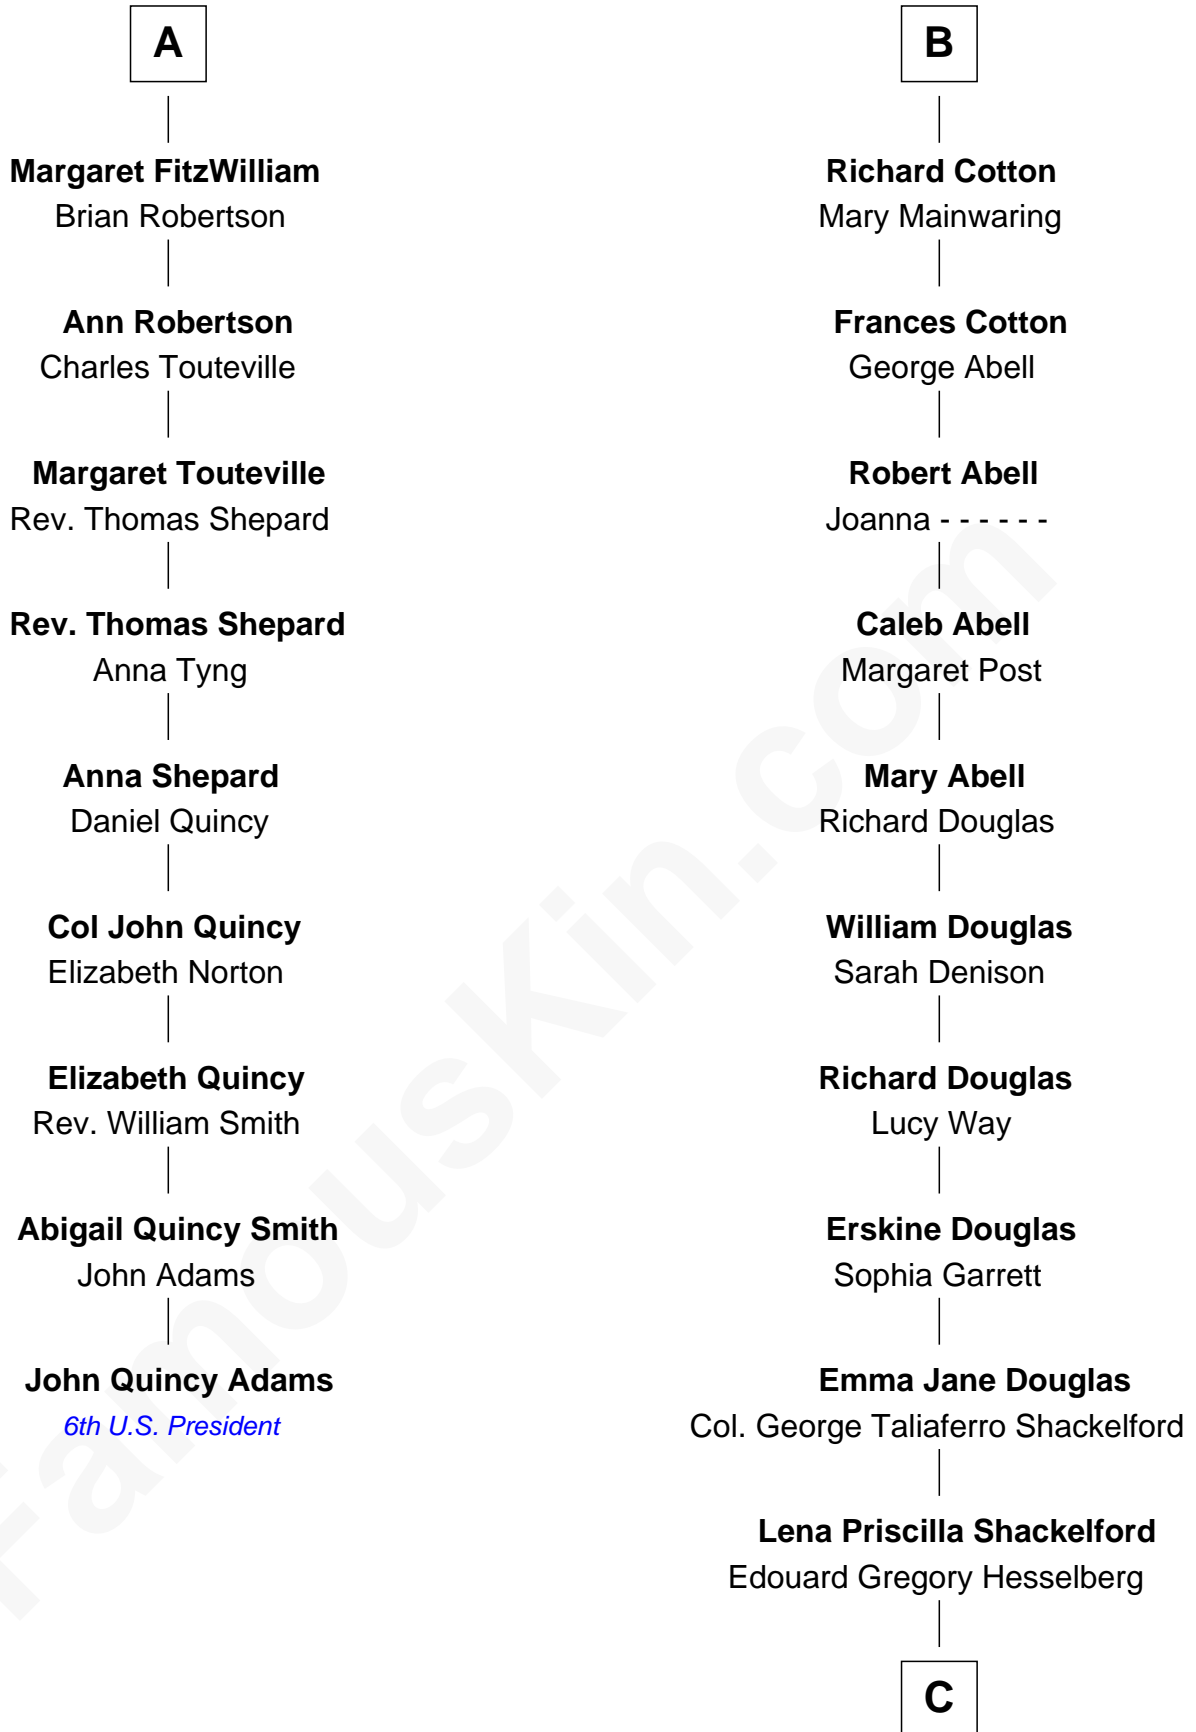 A
Margaret FitzWilliam
Brian Robertson
Ann Robertson
Charles Touteville
Margaret Touteville
Rev. Thomas Shepard
Rev. Thomas Shepard
Anna Tyng
Anna Shepard
Daniel Quincy
Col John Quincy
Elizabeth Norton
Elizabeth Quincy
Rev. William Smith
Abigail Quincy Smith
John Adams
John Quincy Adams
6th U.S. President
B
Richard Cotton
Mary Mainwaring
Frances Cotton
George Abell
Robert Abell
Joanna - - - - - -
Caleb Abell
Margaret Post
Mary Abell
Richard Douglas
William Douglas
Sarah Denison
Richard Douglas
Lucy Way
Erskine Douglas
Sophia Garrett
Emma Jane Douglas
Col. George Taliaferro Shackelford
Lena Priscilla Shackelford
Edouard Gregory Hesselberg
C
FamousKin.com